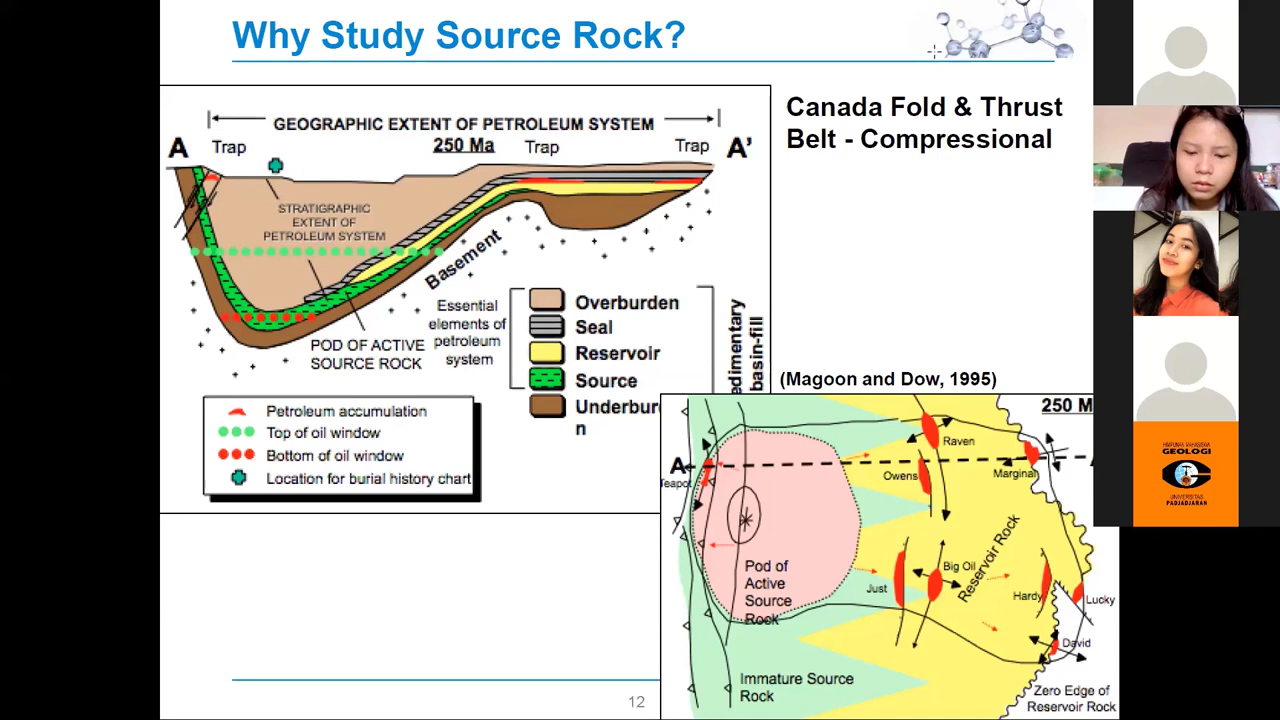 Why Study Source Rock?
Canada Fold & Thrust
Belt - Compressional
GEOGRAPHIC EXTENT OF PETROLEUM SYSTEM
A
Trap
250 Ma
Trap
Trap
A'
STRATIGRAPHIC
EXTENT OF
PETROLEUM SYSTEM
Basement
POD OF ACTIVE
SOURCE ROCK
Essential
elements of
petroleum
system
Overburden
Seal
Reservoir
Source
Underbur
n
edimentary
basin-fill
Petroleum accumulation
Top of oil window
Bottom of oil window
Location for burial history chart
(Magoon and Dow, 1995)
250 M
A
Teapot
Raven
Owens
Marginal
Reservoir Rock
Big Oil
Just
Hardy
Lucky
David
Pod of
Active
Source
Rock
Immature Source
Rock
Zero Edge of
Reservoir Rock
12
HIMPUNAN MAHASISWA
GEOLOGI
UNIVERSITAS
PADJADJARAN